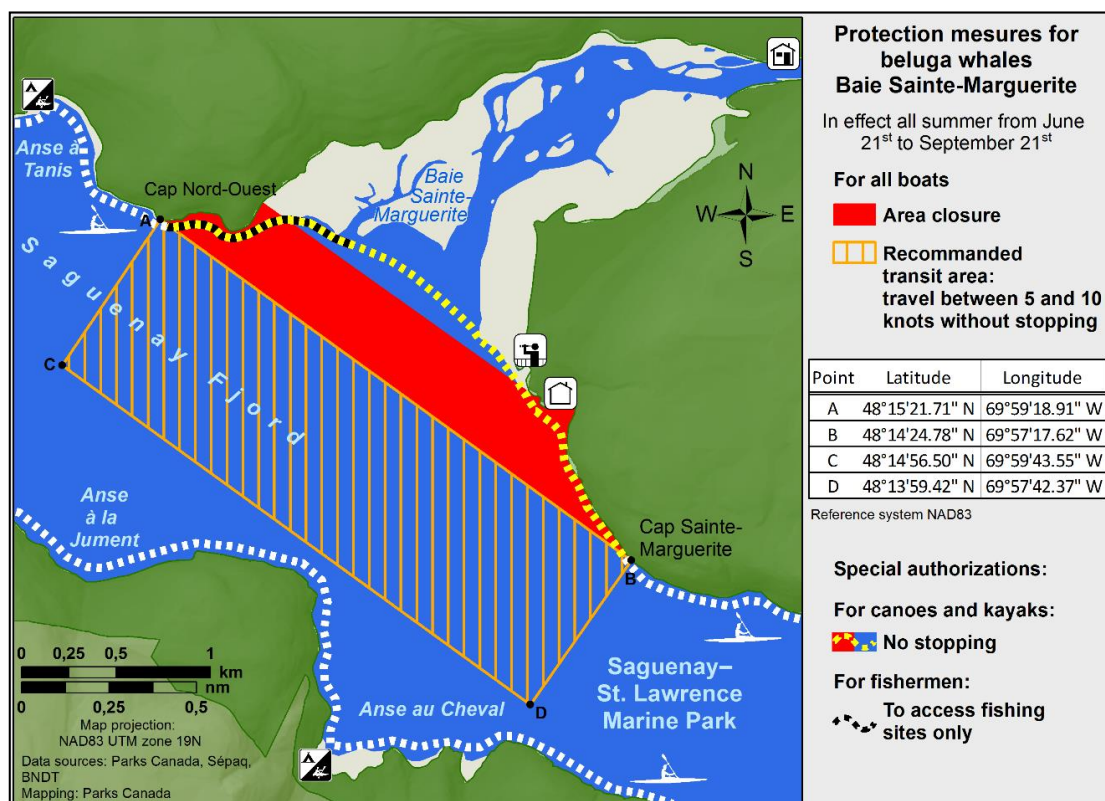 Protection mesures for
beluga whales
Baie Sainte-Marguerite
In effect all summer from June
21st to September 21st
For all boats
Area closure
Recommanded
transit area:
travel between 5 and 10
knots without stopping
Point Latitude Longitude
A 48°15'21.71" N 69°59'18.91" W
B 48°14'24.78" N 69°57'17.62" W
C 48°14'56.50" N 69°59'43.55" W
D 48°13'59.42" N 69°57'42.37" W
Reference system NAD83
Special authorizations:
For canoes and kayaks:
No stopping
For fishermen:
To access fishing
sites only
Anse à
Tanis
Cap Nord-Ouest
Baie
Sainte-
Marguerite
N
W E
S
A
Saguenay Fjord
C
Anse
à la
Jument
Cap Sainte-
Marguerite
B
D
Saguenay–
St. Lawrence
Marine Park
Anse au Cheval
0 0,25 0,5 1
km
nm
0 0,25 0,5
Map projection:
NAD83 UTM zone 19N
Data sources: Parks Canada, Sépaq,
BNDT
Mapping: Parks Canada